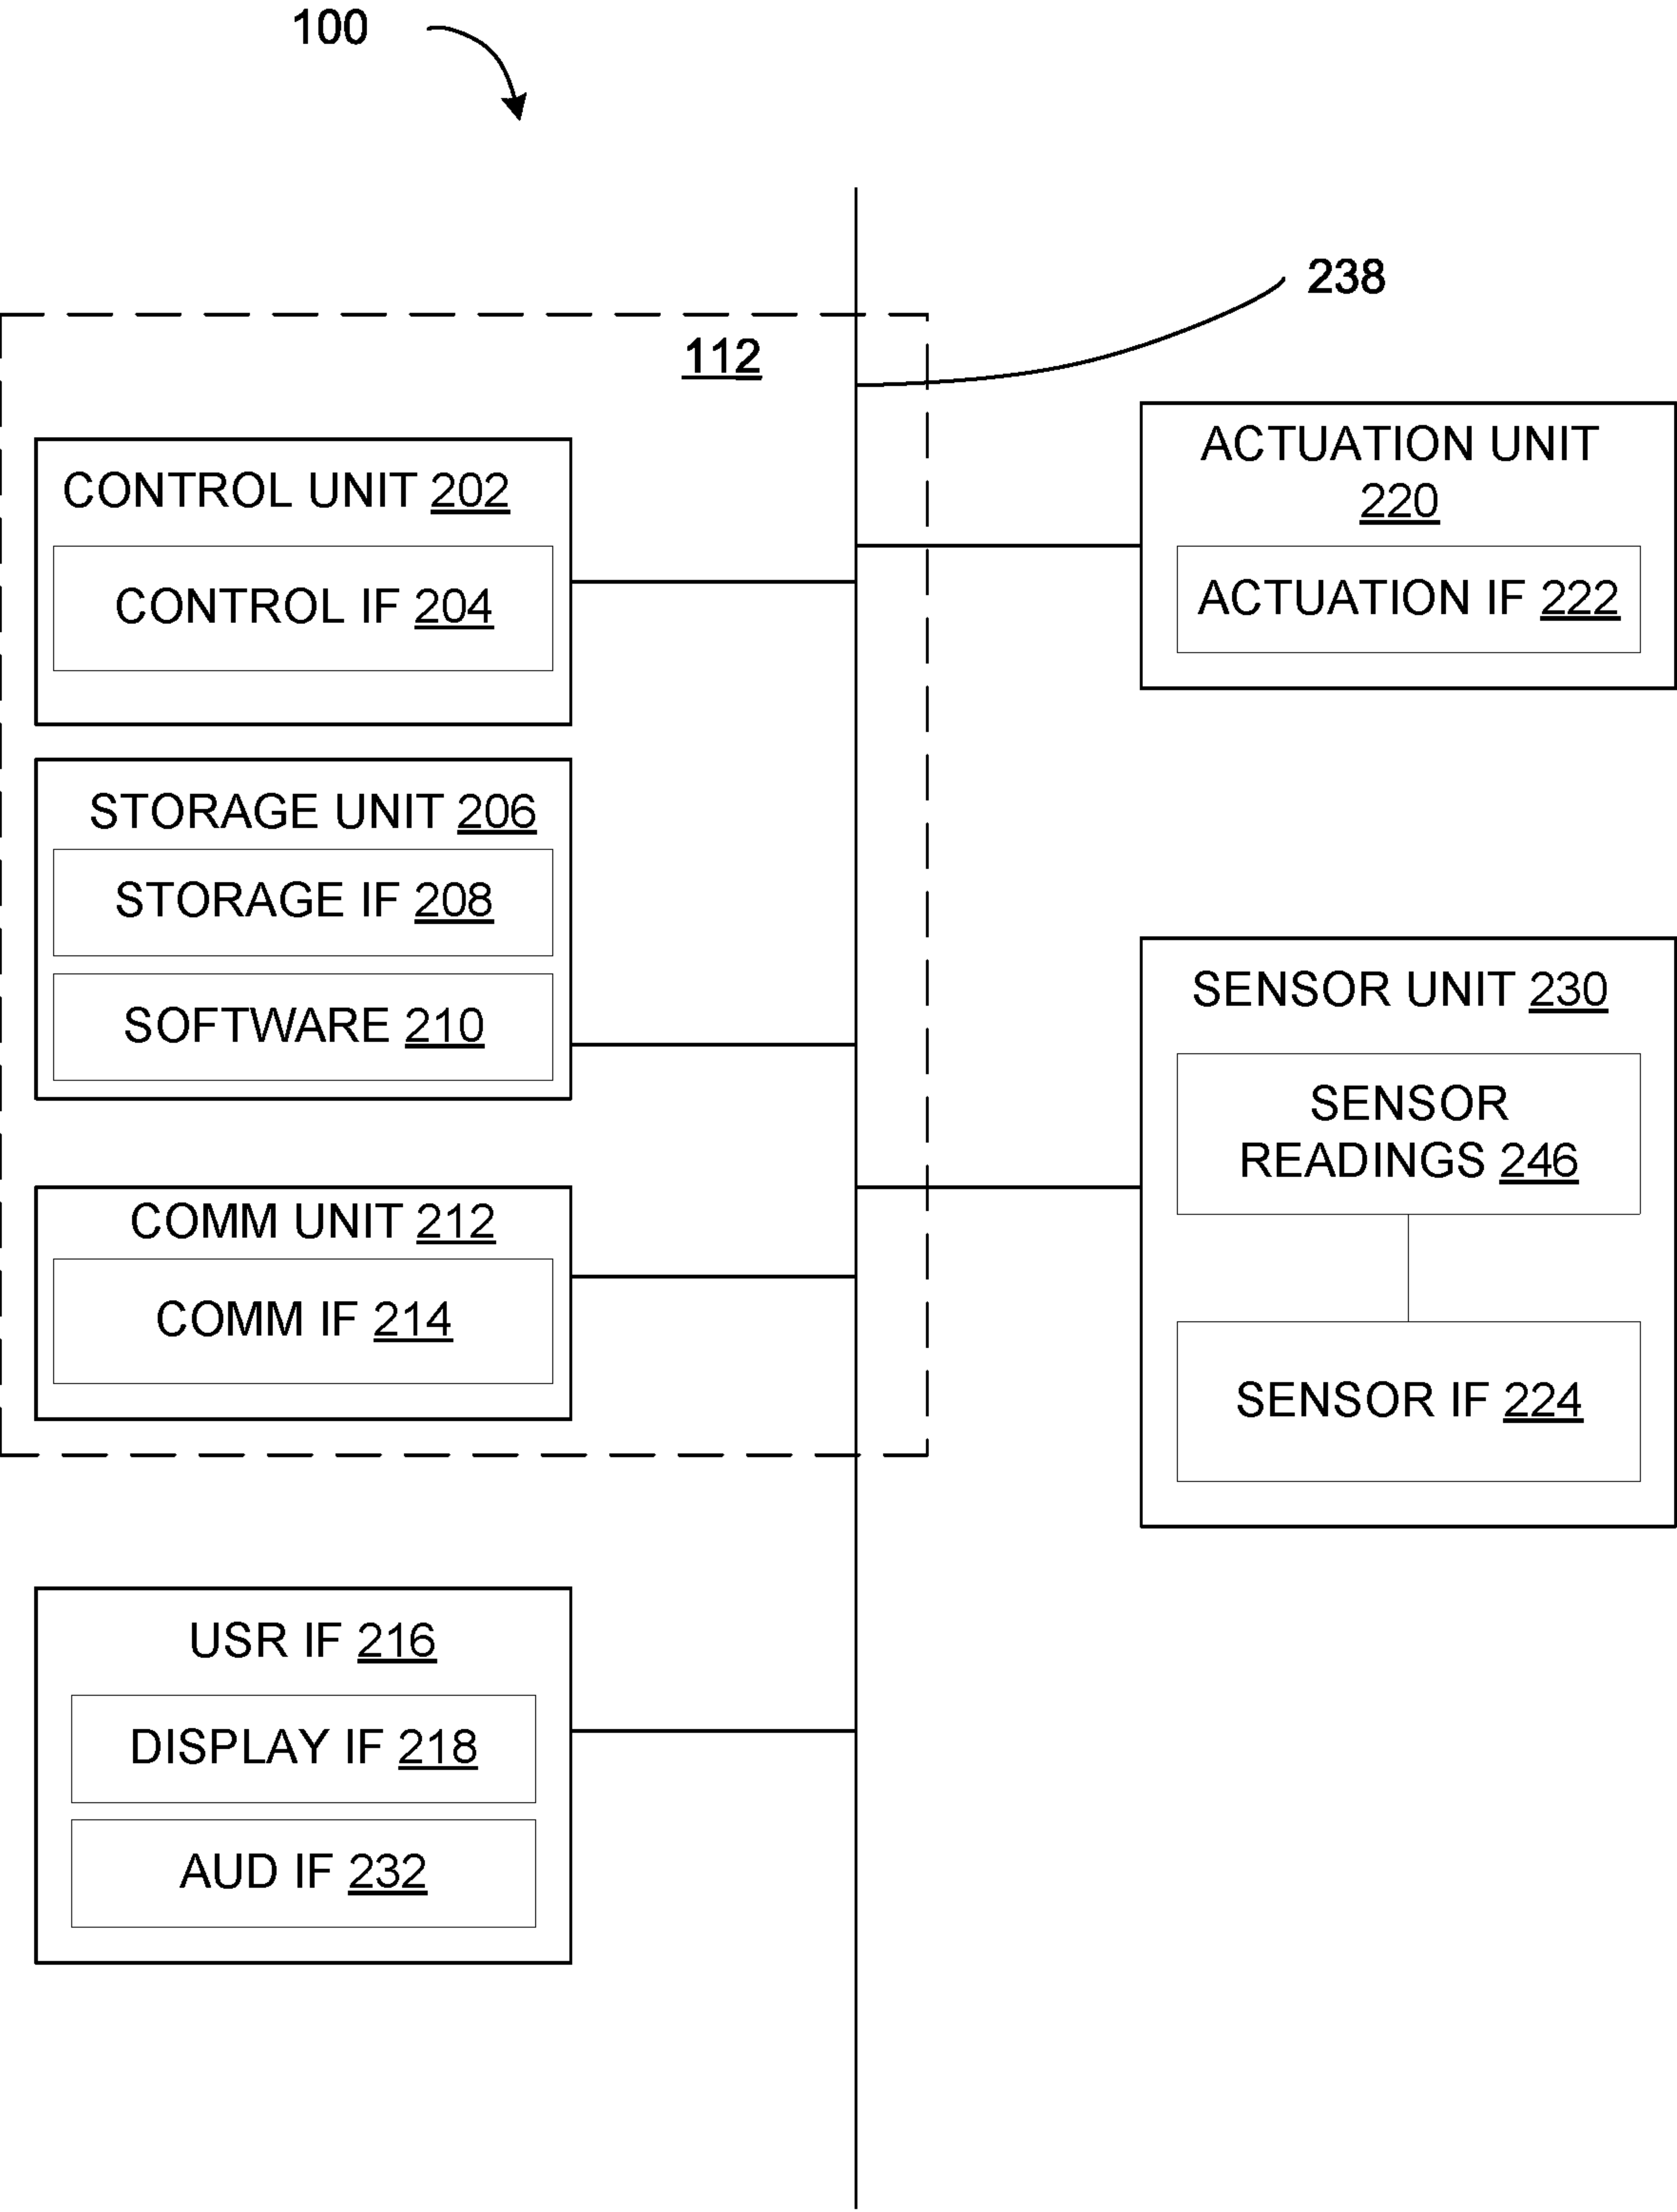 100
238
112
CONTROL UNIT 202
CONTROL IF 204
STORAGE UNIT 206
STORAGE IF 208
SOFTWARE 210
COMM UNIT 212
COMM IF 214
USR IF 216
DISPLAY IF 218
AUD IF 232
ACTUATION UNIT
220
ACTUATION IF 222
SENSOR UNIT 230
SENSOR
READINGS 246
SENSOR IF 224